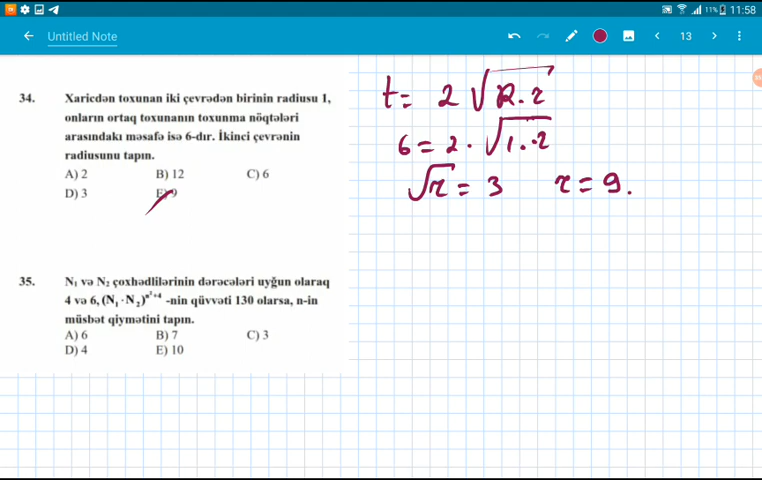 11% 11:58
Untitled Note
13
34. Xaricdən toxunan iki çevrədən birinin radiusu 1,
onların ortaq toxunanın toxunma nöqtələri
arasındakı məsafə isə 6-dır. İkinci çevrənin
radiusunu tapın.
A) 2 B) 12 C) 6
D) 3 E) 9
t = 2 √R.r
6 = 2 . √1.r
√r = 3 r = 9.
35. N₁ və N₂ çoxhədlilərinin dərəcələri uyğun olaraq
4 və 6, (N₁ · N₂)ⁿ²⁺⁴ -nin qüvvəti 130 olarsa, n-in
müsbət qiymətini tapın.
A) 6 B) 7 C) 3
D) 4 E) 10